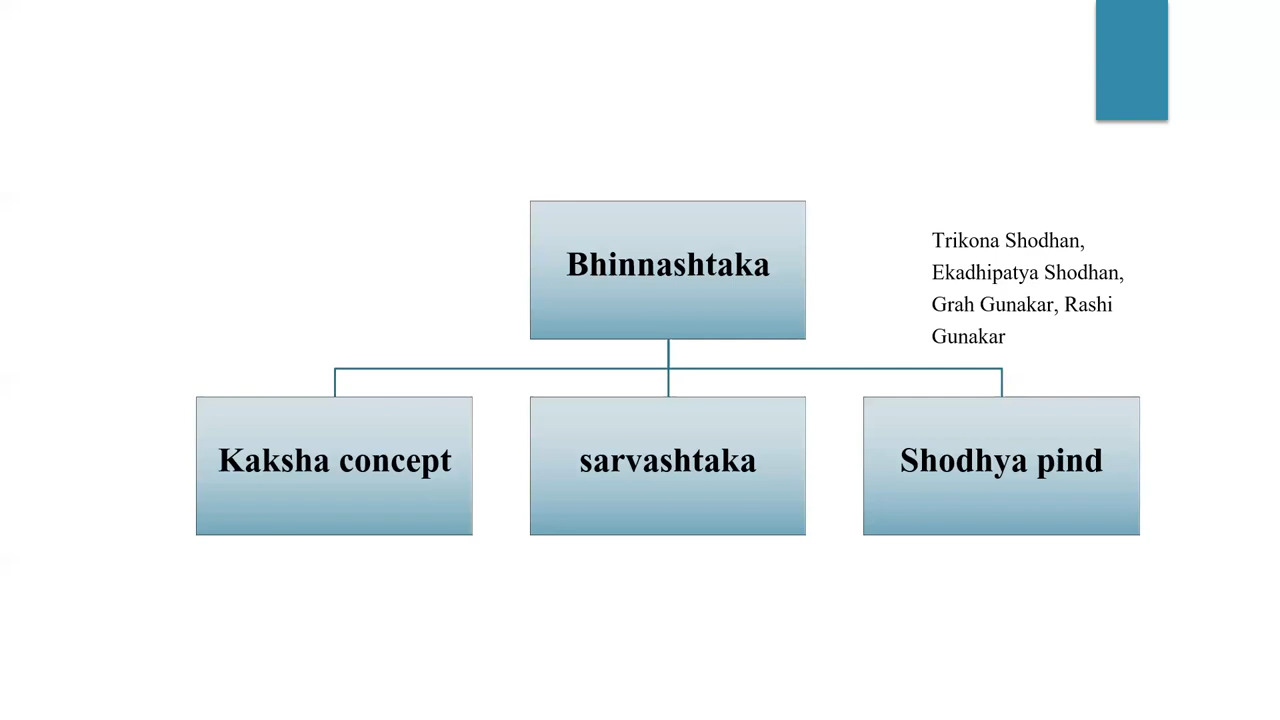 Bhinnashtaka
Trikona Shodhan,
Ekadhipatya Shodhan,
Grah Gunakar, Rashi
Gunakar
Kaksha concept
sarvashtaka
Shodhya pind